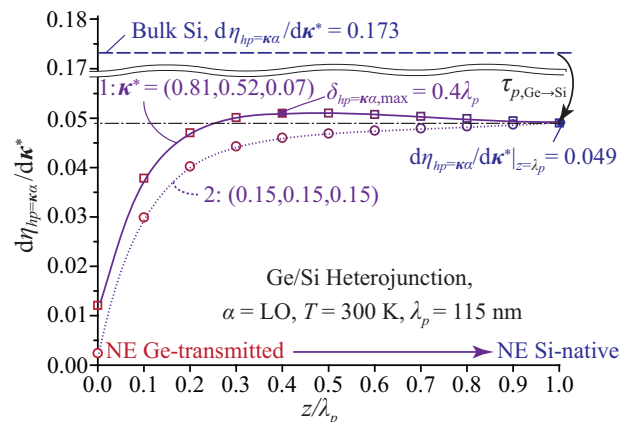 Bulk Si, dη_{hp=κα}/dκ* = 0.173
0.17
τ_{p,Ge→Si}
1: κ* = (0.81,0.52,0.07)
δ_{hp=κα,max} = 0.4λ_p
0.05
dη_{hp=κα}/dκ*|_{z=λ_p} = 0.049
0.04
2: (0.15,0.15,0.15)
dη_{hp=κα}/dκ*
0.03
0.02
Ge/Si Heterojunction,
α = LO, T = 300 K, λ_p = 115 nm
0.01
NE Ge-transmitted
NE Si-native
0.00
0.0 0.1 0.2 0.3 0.4 0.5 0.6 0.7 0.8 0.9 1.0
z/λ_p